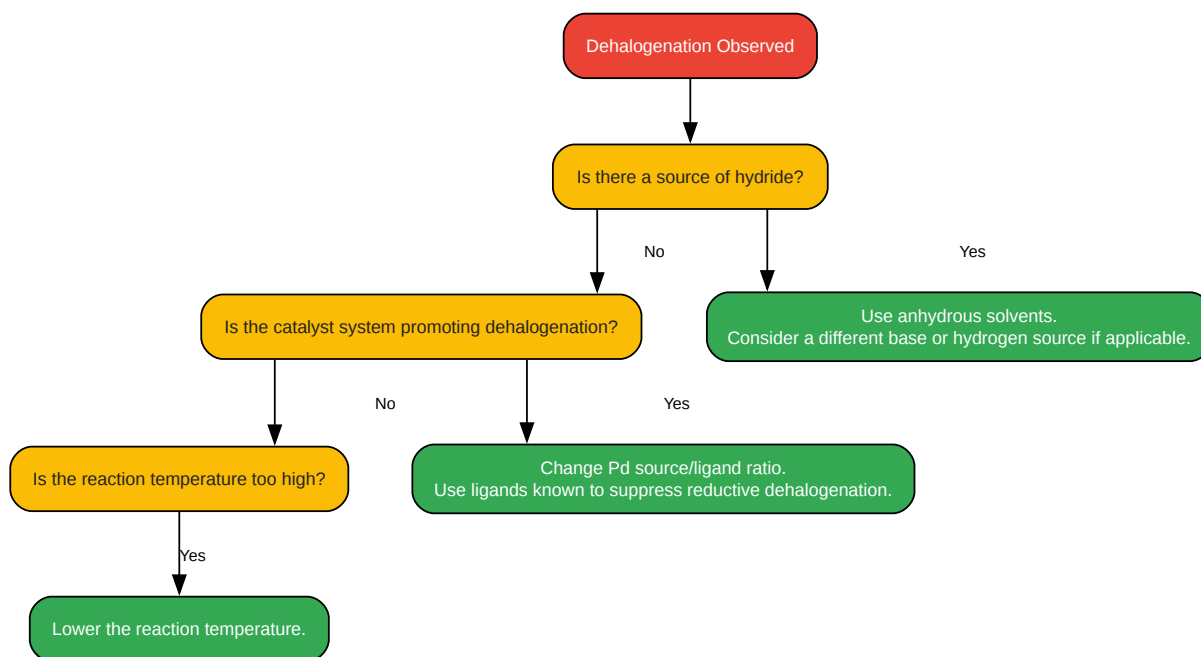 Dehalogenation Observed
Is there a source of hydride?
No
Yes
Use anhydrous solvents.
Consider a different base or hydrogen source if applicable.
Is the catalyst system promoting dehalogenation?
No
Yes
Change Pd source/ligand ratio.
Use ligands known to suppress reductive dehalogenation.
Is the reaction temperature too high?
Yes
Lower the reaction temperature.